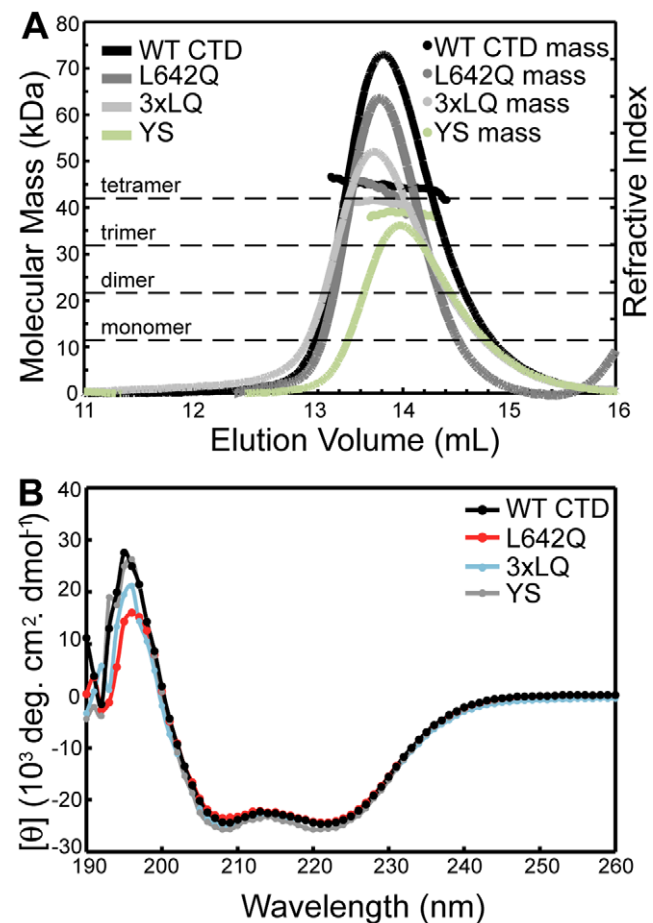 A
Molecular Mass (kDa)
80
70
60
50
40
30
20
10
0
WT CTD
L642Q
3xLQ
YS
WT CTD mass
L642Q mass
3xLQ mass
YS mass
tetramer
trimer
dimer
monomer
Refractive Index
11
12
13
14
15
16
Elution Volume (mL)
B
[θ] (10³ deg. cm². dmol⁻¹)
40
30
20
10
0
-10
-20
-30
WT CTD
L642Q
3xLQ
YS
190
200
210
220
230
240
250
260
Wavelength (nm)